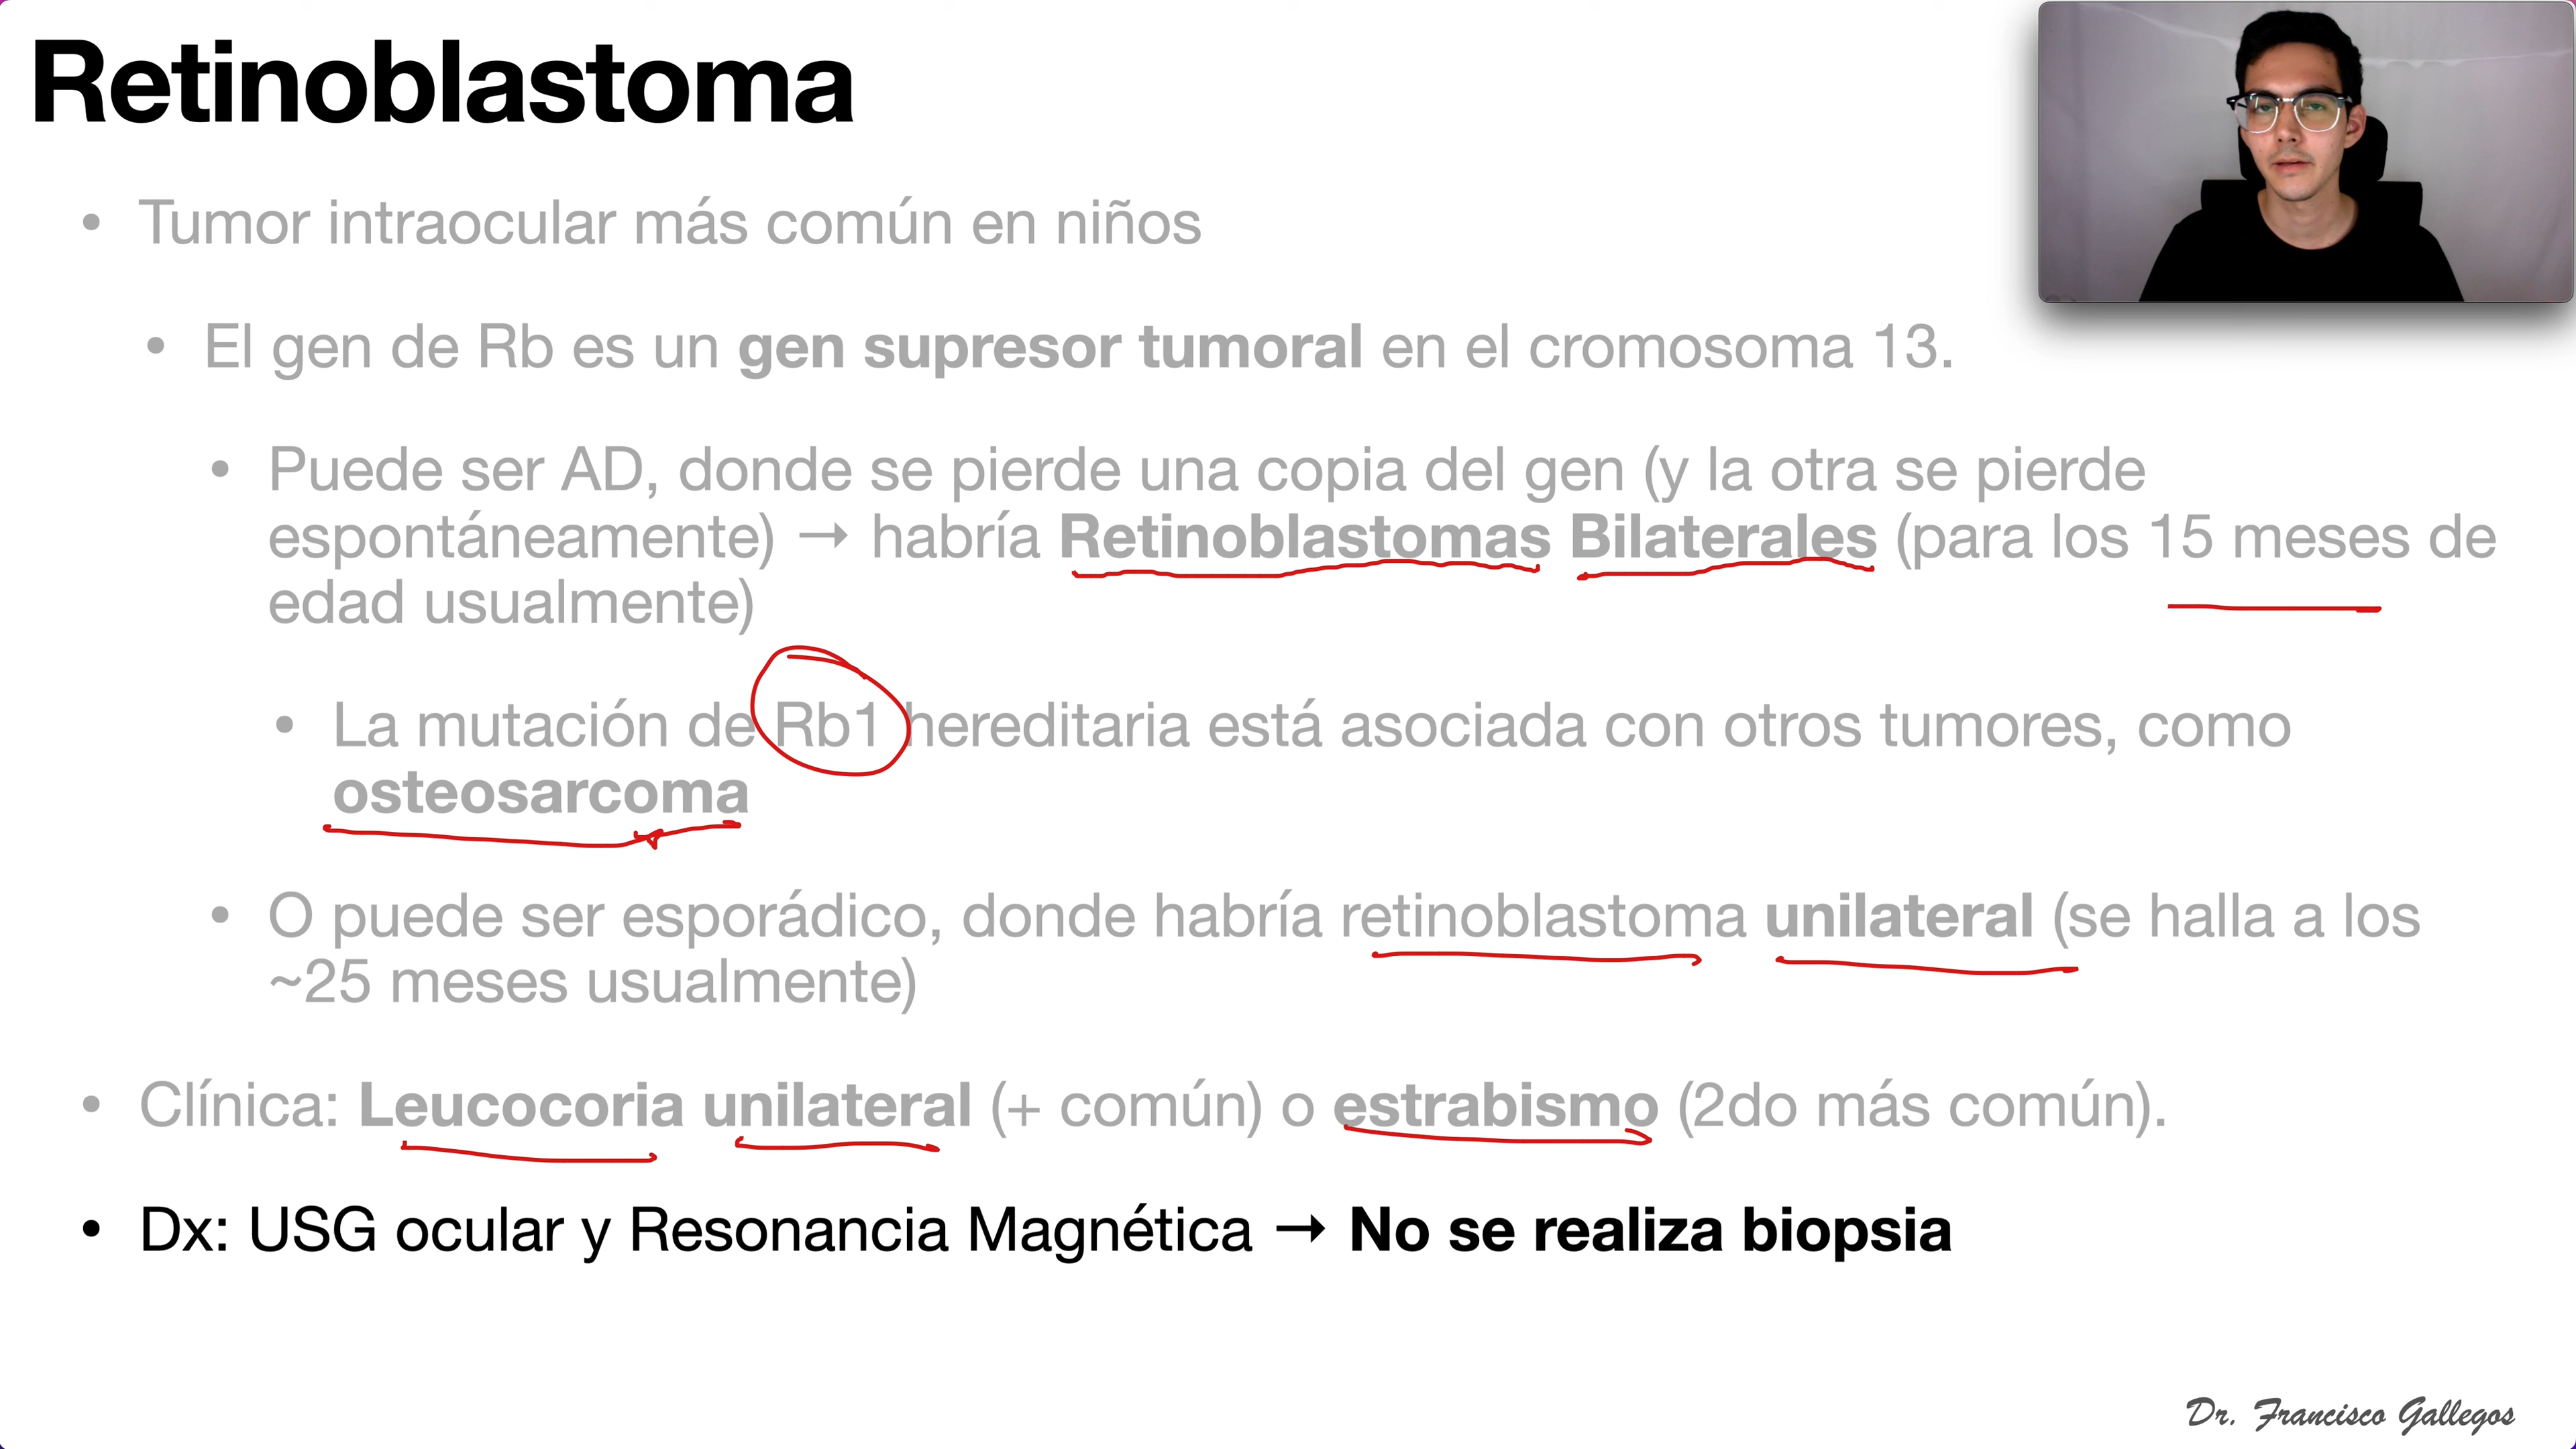 Retinoblastoma
• Tumor intraocular más común en niños
• El gen de Rb es un gen supresor tumoral en el cromosoma 13.
• Puede ser AD, donde se pierde una copia del gen (y la otra se pierde
espontáneamente) → habría Retinoblastomas Bilaterales (para los 15 meses de
edad usualmente)
• La mutación de Rb1 hereditaria está asociada con otros tumores, como
osteosarcoma
• O puede ser esporádico, donde habría retinoblastoma unilateral (se halla a los
~25 meses usualmente)
• Clínica: Leucocoria unilateral (+ común) o estrabismo (2do más común).
• Dx: USG ocular y Resonancia Magnética → No se realiza biopsia
Dr. Francisco Gallegos